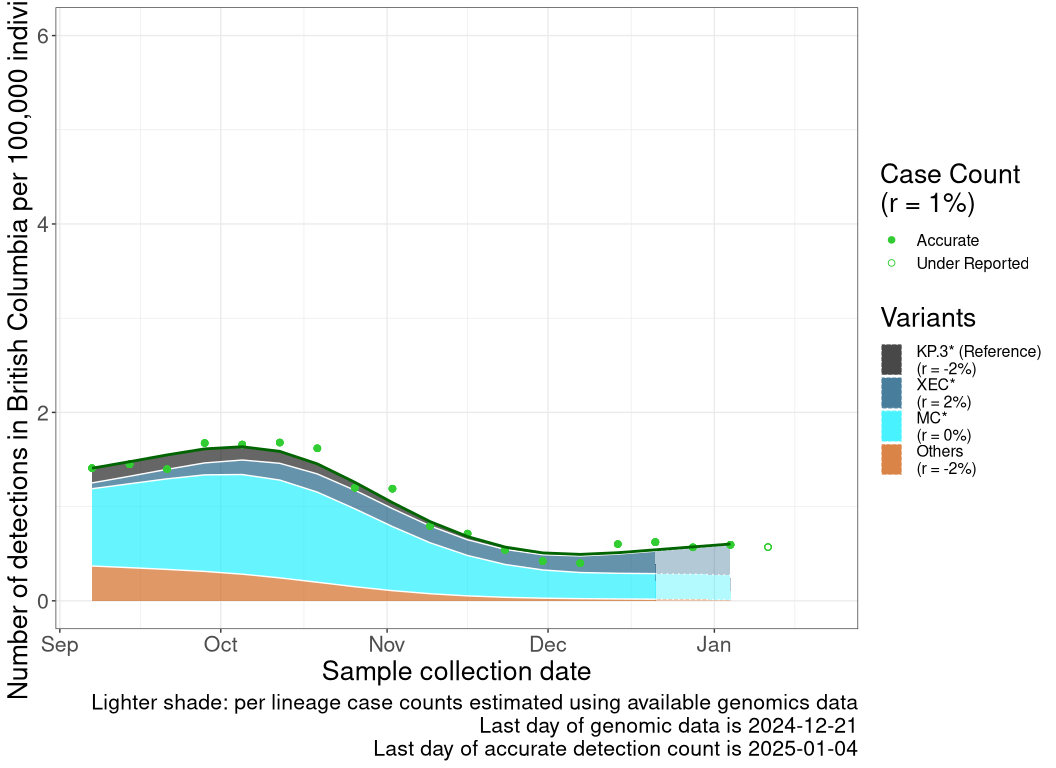 Number of detections in British Columbia per 100,000
6
4
2
0
Sep
Oct
Nov
Dec
Jan
Sample collection date
Lighter shade: per lineage case counts estimated using available genomics data
Last day of genomic data is 2024-12-21
Last day of accurate detection count is 2025-01-04
Case Count
(r = 1%)
Accurate
Under Reported
Variants
KP.3* (Reference)
(r = -2%)
XEC*
(r = 2%)
MC*
(r = 0%)
Others
(r = -2%)